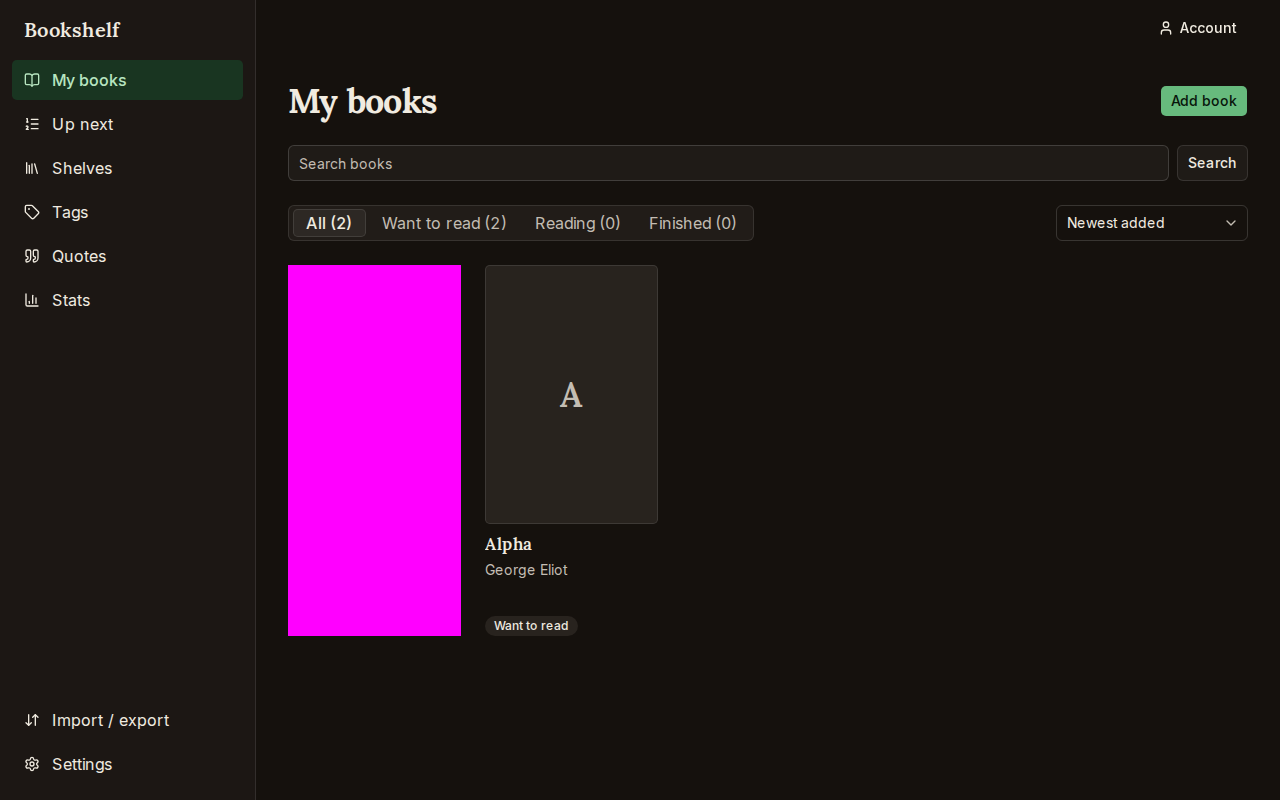 Bookshelf
Account
My books
Up next
Shelves
Tags
Quotes
Stats
Import / export
Settings
My books
Add book
Search books
Search
All (2)
Want to read (2)
Reading (0)
Finished (0)
Newest added
A
Alpha
George Eliot
Want to read